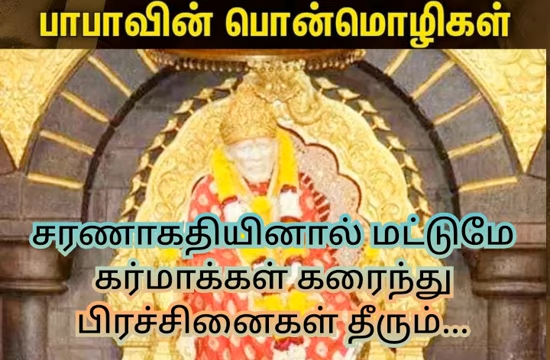 பாபாவின் பொன்மொழிகள்
சரணாகதியினால் மட்டுமே
கர்மாக்கள் கரைந்து
பிரச்சினைகள் தீரும்...